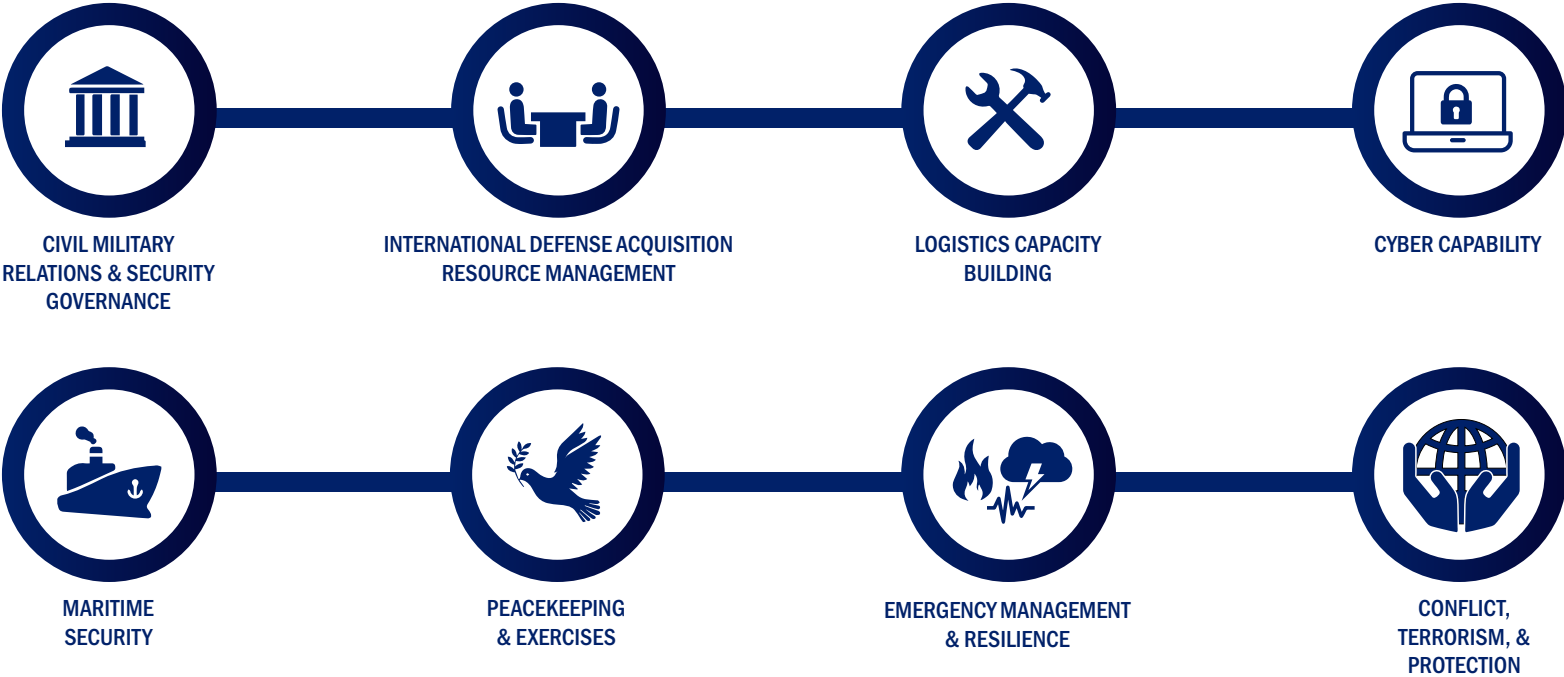 CIVIL MILITARY
RELATIONS & SECURITY
GOVERNANCE
INTERNATIONAL DEFENSE ACQUISITION
RESOURCE MANAGEMENT
LOGISTICS CAPACITY
BUILDING
CYBER CAPABILITY
MARITIME
SECURITY
PEACEKEEPING
& EXERCISES
EMERGENCY MANAGEMENT
& RESILIENCE
CONFLICT,
TERRORISM, &
PROTECTION